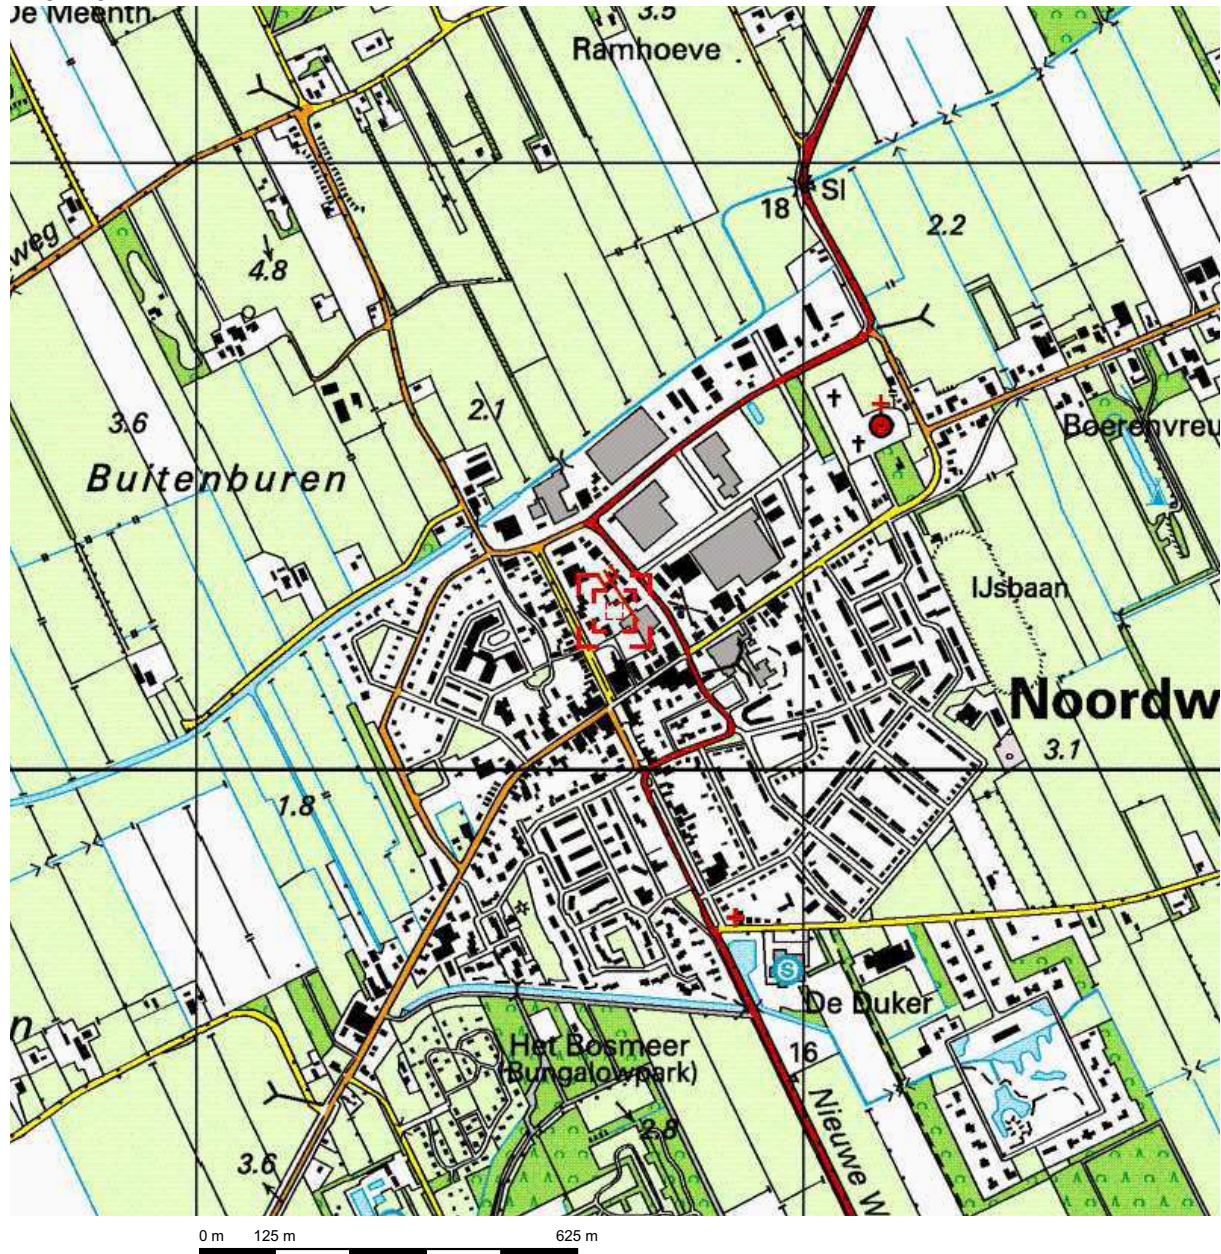 De Meenth.
3.5
Ramhoeve
18
Sl
2.2
weg
4.8
2.1
3.6
Boerenvreu
Buitenburen
IJsbaan
Noordw
3.1
1.8
S
De Duker
n
Het Bosmeer
(Bungalowpark)
16
Nieuwe W
2.8
3.6
0 m 125 m 625 m